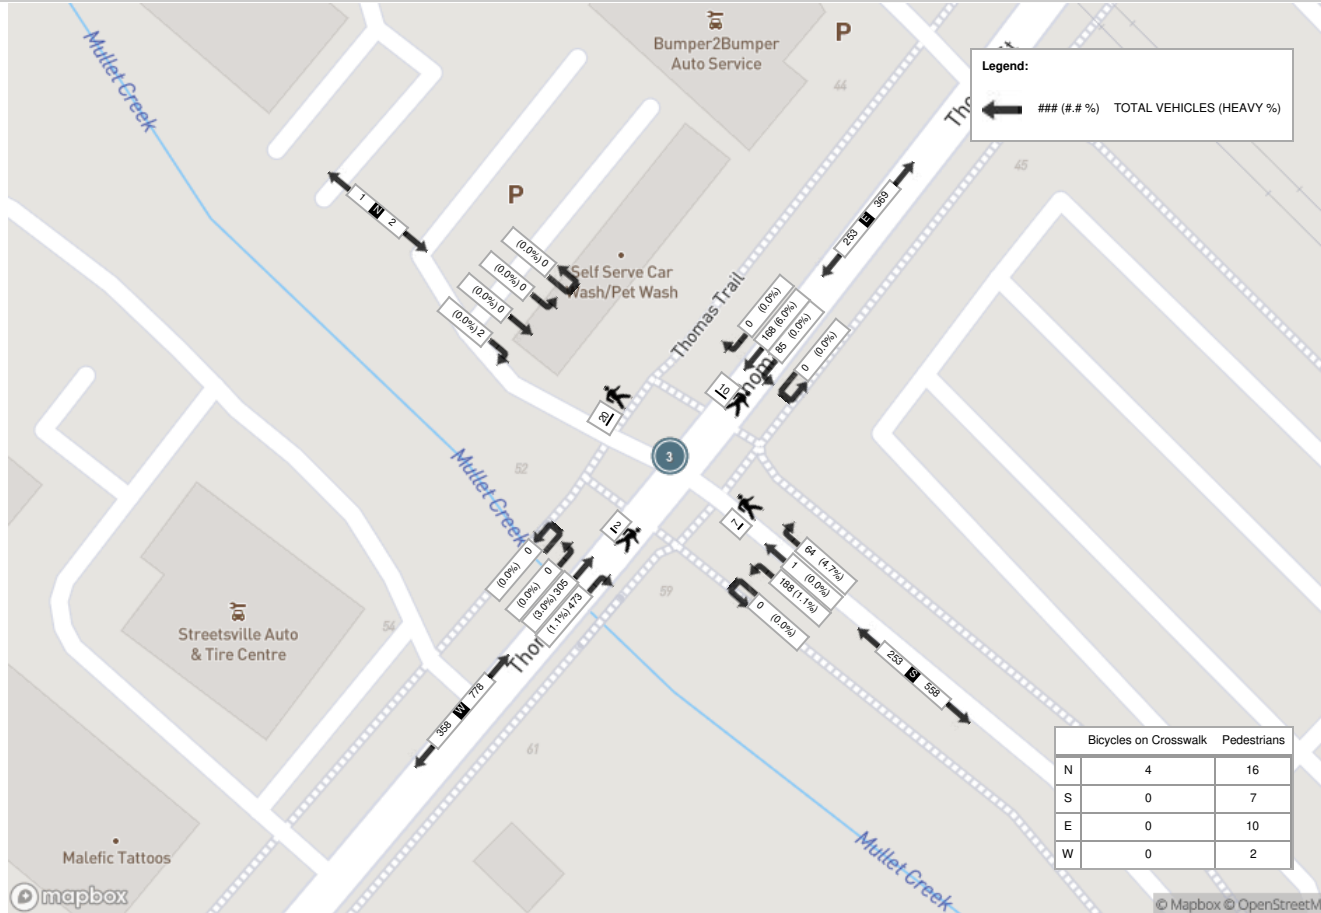 Mullet Creek
Bumper2Bumper
Auto Service
P
44
Legend:
### (#.# %) TOTAL VEHICLES (HEAVY %)
45
P
1 N 2
253 E 369
(0.0%) 0
(0.0%) 0
(0.0%) 0
(0.0%) 2
Self Serve Car
Wash/Pet Wash
Thomas Trail
0 (0.0%)
168 (6.0%)
85 (0.0%)
0 (0.0%)
10
20
3
52
Mullet Creek
2
7
(0.0%) 0
(0.0%) 0
(3.0%) 305
(1.1%) 473
64 (4.7%)
1 (0.0%)
188 (1.1%)
0 (0.0%)
59
54
Streetsville Auto
& Tire Centre
358 W 778
253 S 558
61
Bicycles on Crosswalk Pedestrians
N 4 16
S 0 7
E 0 10
W 0 2
Malefic Tattoos
Mullet Creek
mapbox
© Mapbox © OpenStreetM